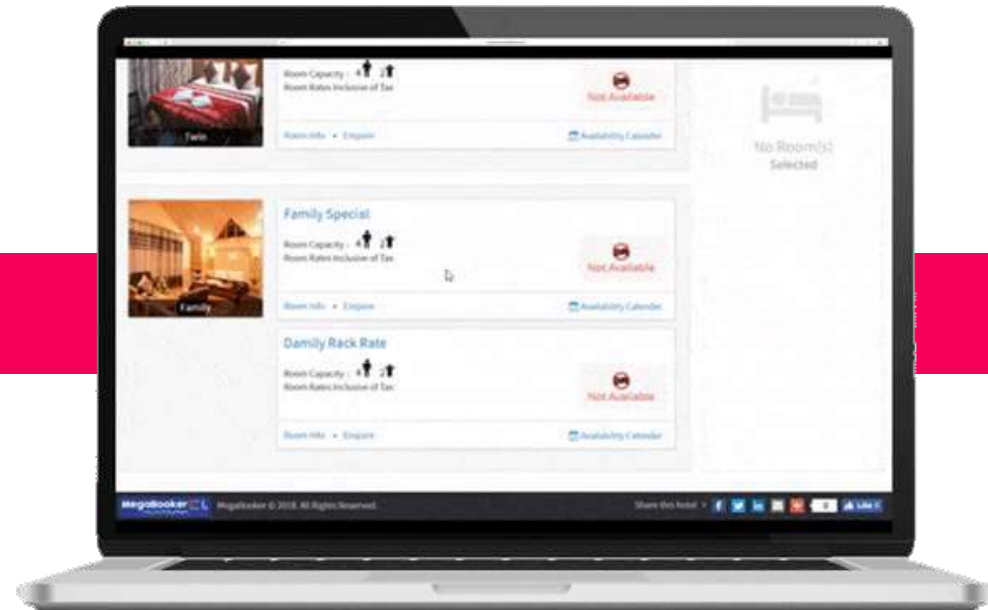 Room Capacity : 4 2
Room Rates Inclusive of Tax
Not Available
Twin
Room Info • Enquire
Availability Calender
No Room(s)
Selected
Family Special
Room Capacity : 4 2
Room Rates Inclusive of Tax
Not Available
Family
Room Info • Enquire
Availability Calender
Damily Rack Rate
Room Capacity : 4 2
Room Rates Inclusive of Tax
Not Available
Room Info • Enquire
Availability Calender
MegaBooker MegaBooker © 2018. All Rights Reserved. Share this hotel f in 0 Like 0